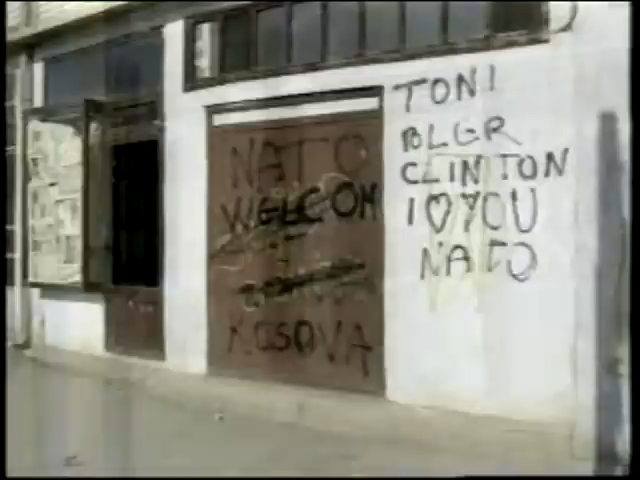 NATO
WELCOM
KOSOVA
TONI
BLER
CLINTON
I ♡ YOU
NATO